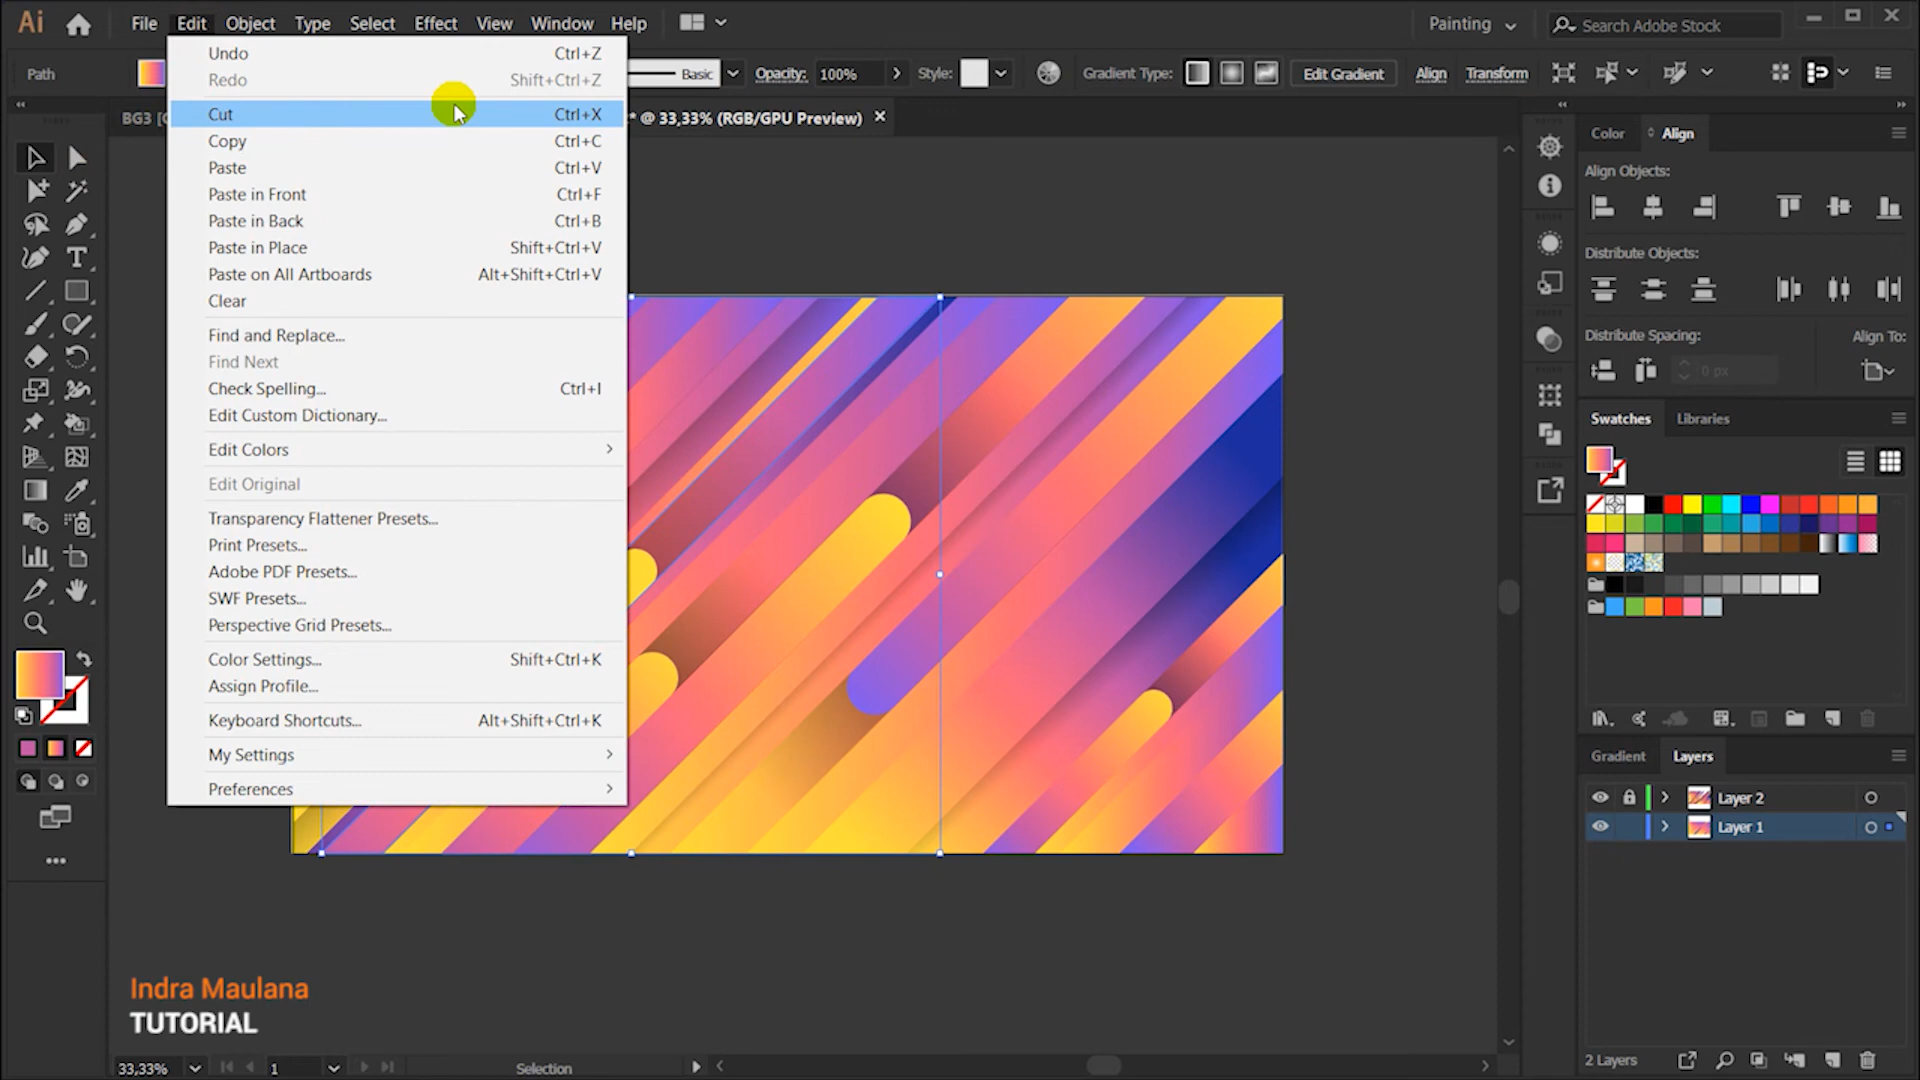 Ai File Edit Object Type Select Effect View Window Help Painting Search Adobe Stock
Path Basic Opacity: 100% Style: Gradient Type: Edit Gradient Align Transform
BG3 [C * @ 33,33% (RGB/GPU Preview)
Undo Ctrl+Z
Redo Shift+Ctrl+Z
Cut Ctrl+X
Copy Ctrl+C
Paste Ctrl+V
Paste in Front Ctrl+F
Paste in Back Ctrl+B
Paste in Place Shift+Ctrl+V
Paste on All Artboards Alt+Shift+Ctrl+V
Clear
Find and Replace...
Find Next
Check Spelling... Ctrl+I
Edit Custom Dictionary...
Edit Colors
Edit Original
Transparency Flattener Presets...
Print Presets...
Adobe PDF Presets...
SWF Presets...
Perspective Grid Presets...
Color Settings... Shift+Ctrl+K
Assign Profile...
Keyboard Shortcuts... Alt+Shift+Ctrl+K
My Settings
Preferences
Color Align
Align Objects:
Distribute Objects:
Distribute Spacing: Align To:
0 px
Swatches Libraries
Gradient Layers
Layer 2
Layer 1
2 Layers
Indra Maulana
TUTORIAL
33,33% 1 Selection